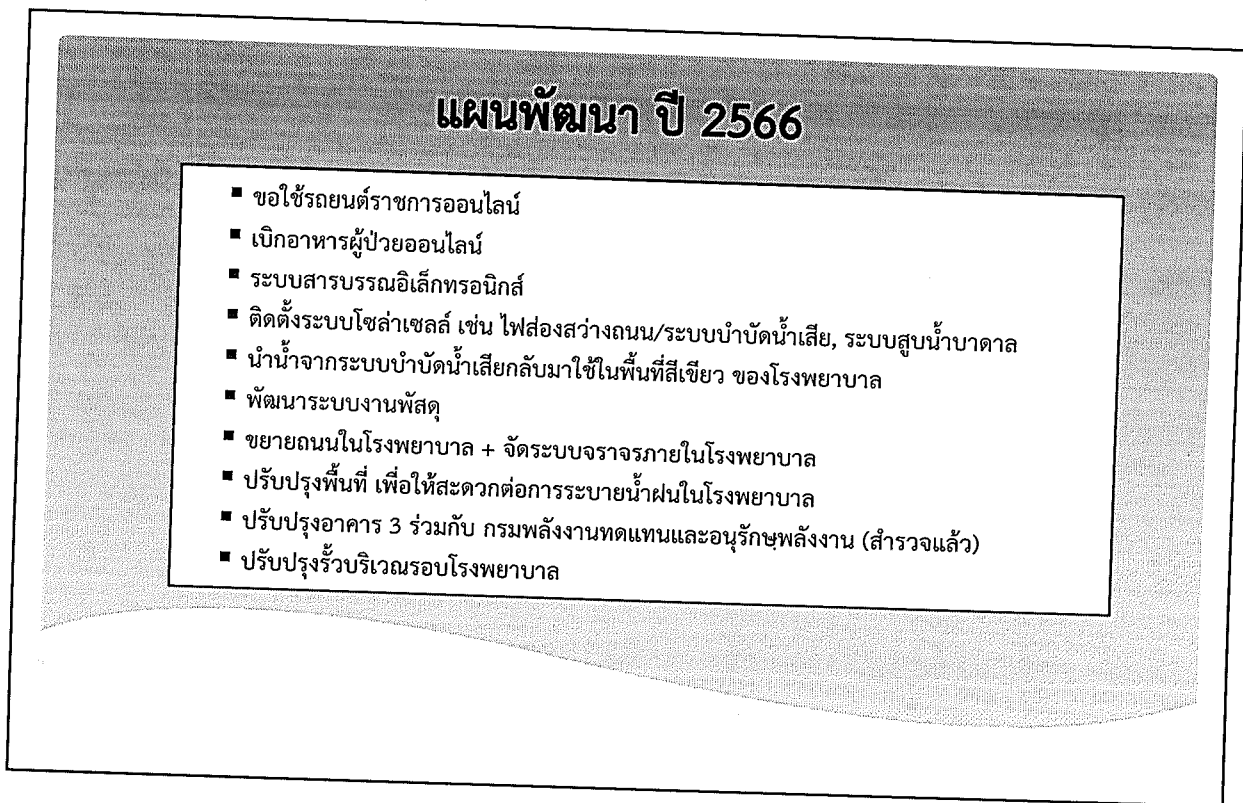 แผนพัฒนา ปี 2566
▪ ขอใช้รถยนต์ราชการออนไลน์
▪ เบิกอาหารผู้ป่วยออนไลน์
▪ ระบบสารบรรณอิเล็กทรอนิกส์
▪ ติดตั้งระบบโซล่าเซลล์ เช่น ไฟส่องสว่างถนน/ระบบบำบัดน้ำเสีย, ระบบสูบน้ำบาดาล
▪ นำน้ำจากระบบบำบัดน้ำเสียกลับมาใช้ในพื้นที่สีเขียว ของโรงพยาบาล
▪ พัฒนาระบบงานพัสดุ
▪ ขยายถนนในโรงพยาบาล + จัดระบบจราจรภายในโรงพยาบาล
▪ ปรับปรุงพื้นที่ เพื่อให้สะดวกต่อการระบายน้ำฝนในโรงพยาบาล
▪ ปรับปรุงอาคาร 3 ร่วมกับ กรมพลังงานทดแทนและอนุรักษฺพลังงาน (สำรวจแล้ว)
▪ ปรับปรุงรั้วบริเวณรอบโรงพยาบาล